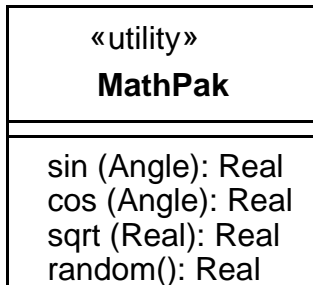 «utility»
MathPak
sin (Angle): Real
cos (Angle): Real
sqrt (Real): Real
random(): Real